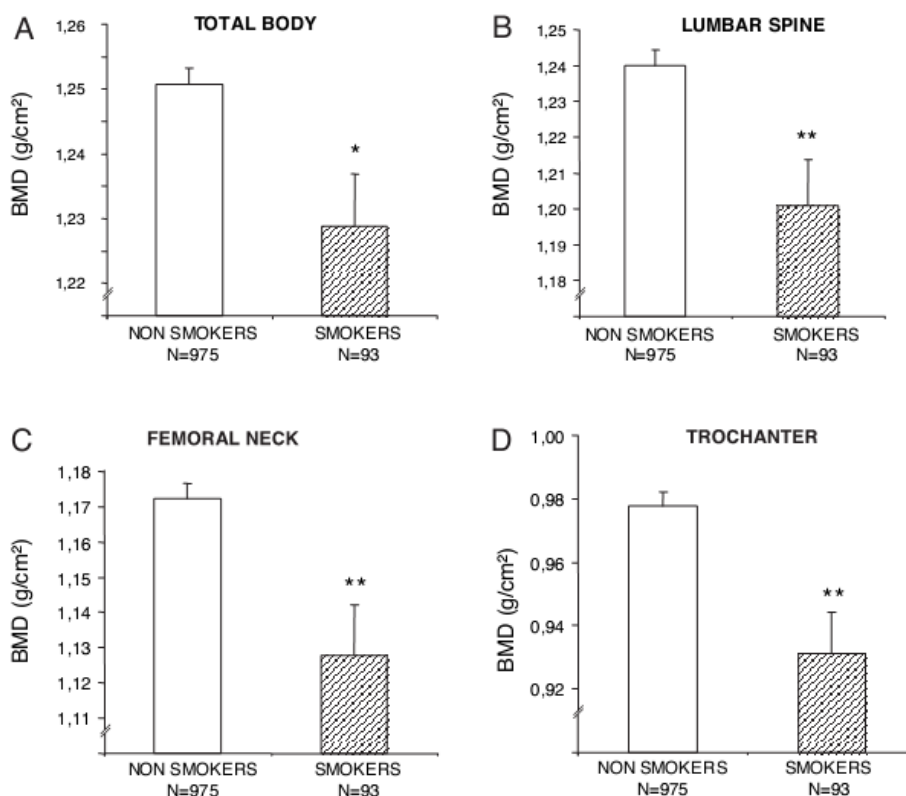 A
TOTAL BODY
BMD (g/cm²)
1,26
1,25
1,24
1,23
1,22
*
NON SMOKERS
N=975
SMOKERS
N=93
B
LUMBAR SPINE
BMD (g/cm²)
1,25
1,24
1,23
1,22
1,21
1,20
1,19
1,18
**
NON SMOKERS
N=975
SMOKERS
N=93
C
FEMORAL NECK
BMD (g/cm²)
1,18
1,17
1,16
1,15
1,14
1,13
1,12
1,11
**
NON SMOKERS
N=975
SMOKERS
N=93
D
TROCHANTER
BMD (g/cm²)
1,00
0,98
0,96
0,94
0,92
**
NON SMOKERS
N=975
SMOKERS
N=93